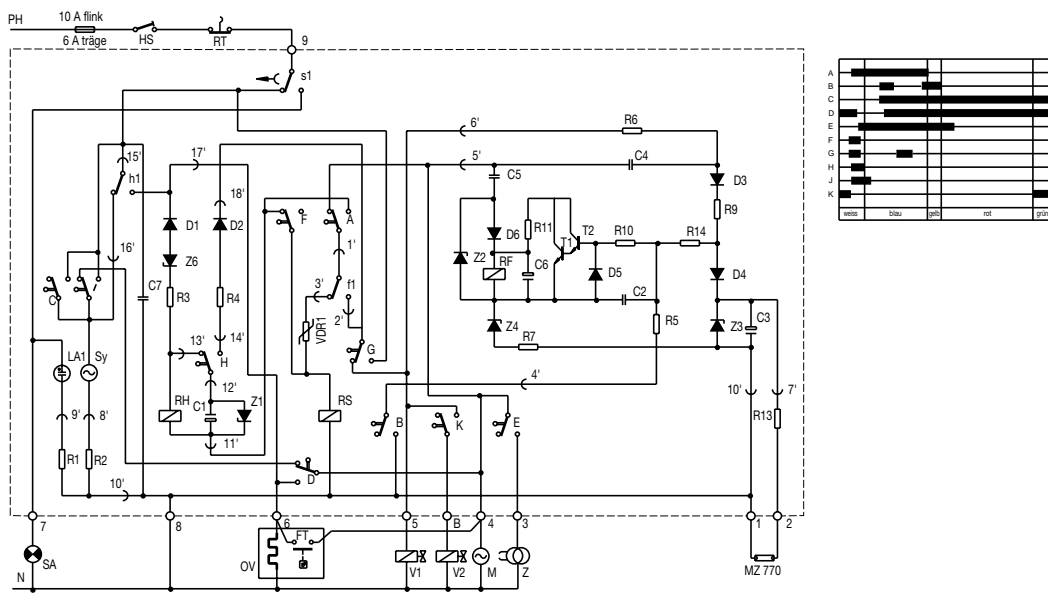 PH
10 A flink
6 A träge
HS
RT
9
s1
6'
R6
5'
C4
C5
D3
R9
15'
h1
17'
18'
D1
D2
F
A
R11
T1
T2
R10
R14
D6
Z2
RF
C6
D5
D4
16'
Z6
1'
C7
C
R3
R4
3'
f1
2'
VDR1
C2
R5
Z4
R7
Z3
C3
LA1
Sy
13'
14'
H
G
12'
4'
10'
7'
RH
C1
Z1
RS
B
K
E
R13
9'
8'
11'
R1
R2
D
10'
7
8
6
5
B
4
3
1
2
SA
OV
FT
V1
V2
M
Z
MZ 770
N
A
B
C
D
E
F
G
H
J
K
weiss
blau
gelb
rot
grün